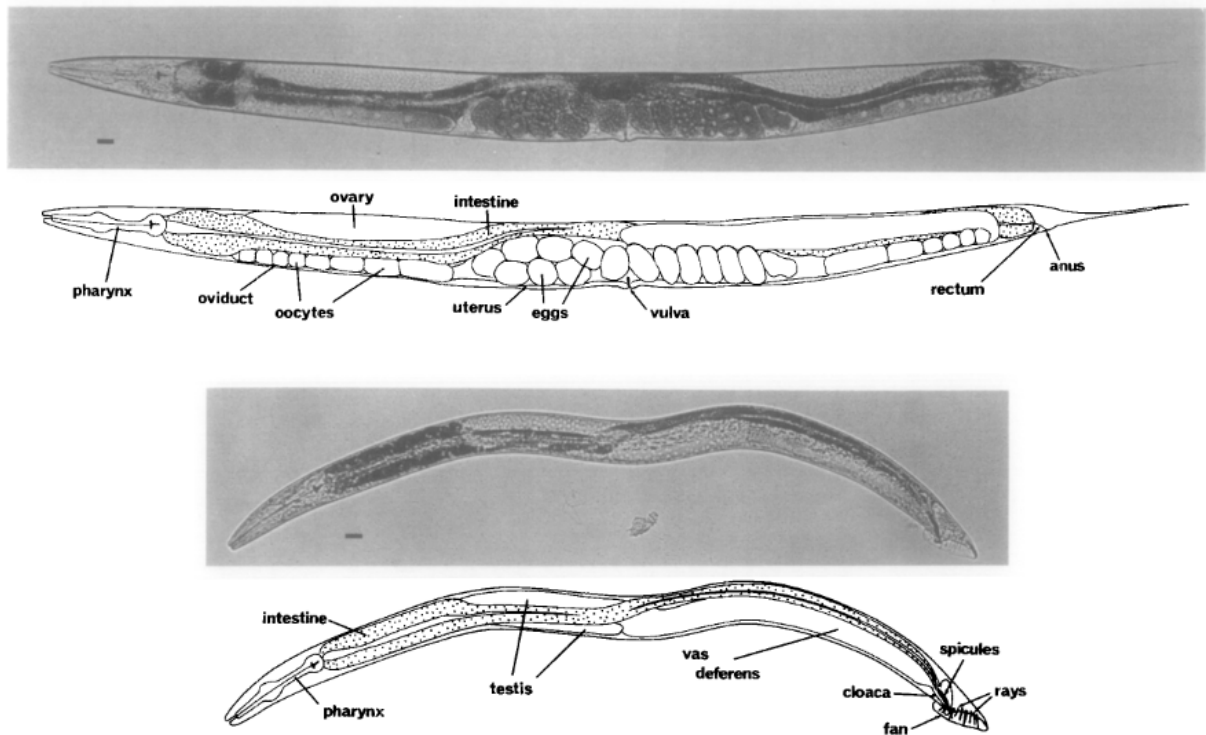 ovary
intestine
pharynx
oviduct
oocytes
uterus
eggs
vulva
rectum
anus
intestine
pharynx
testis
vas
deferens
cloaca
fan
spicules
rays